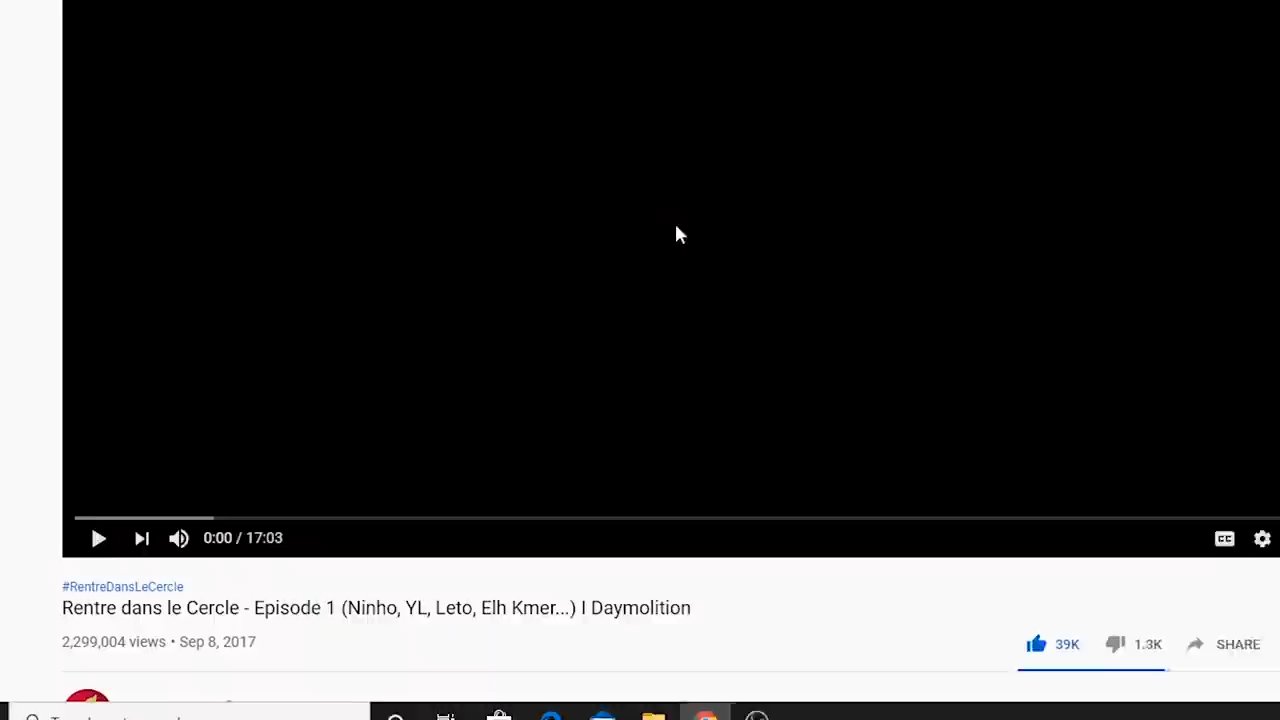 0:00 / 17:03
#RentreDansLeCercle
Rentre dans le Cercle - Episode 1 (Ninho, YL, Leto, Elh Kmer...) I Daymolition
2,299,004 views • Sep 8, 2017
39K 1.3K SHARE